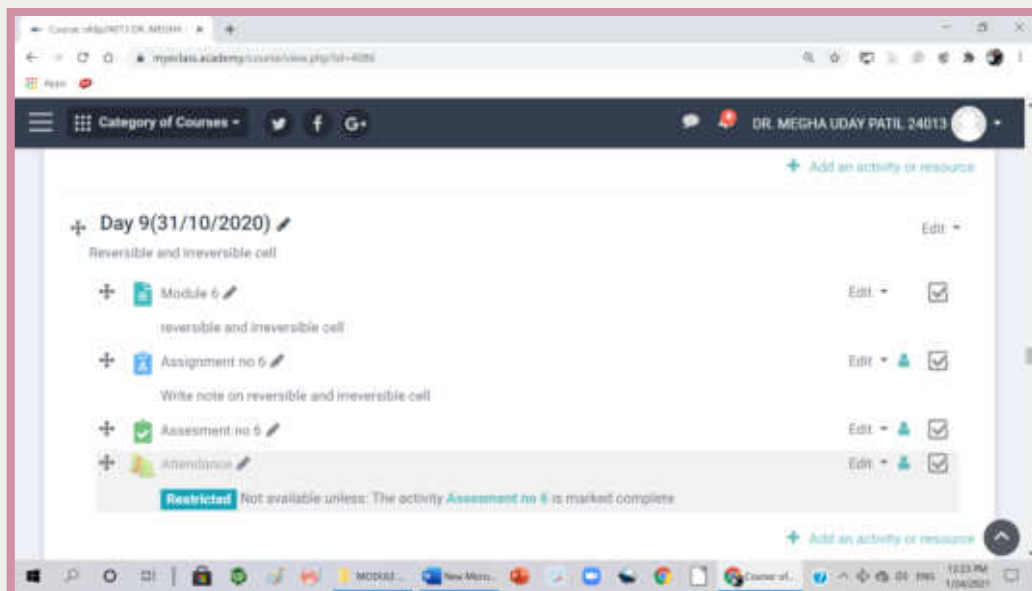 Apps
Category of Courses
G+
DR. MEGHA UDAY PATIL 24013
Add an activity or resource
Day 9(31/10/2020)
Edit
Reversible and irreversible cell
Module 6
Edit
reversible and irreversible cell
Assignment no 6
Edit
Write note on reversible and irreversible cell
Assesment no 6
Edit
Attendance
Edit
Restricted Not available unless: The activity Assesment no 6 is marked complete
Add an activity or resource
MODULE...
ENG